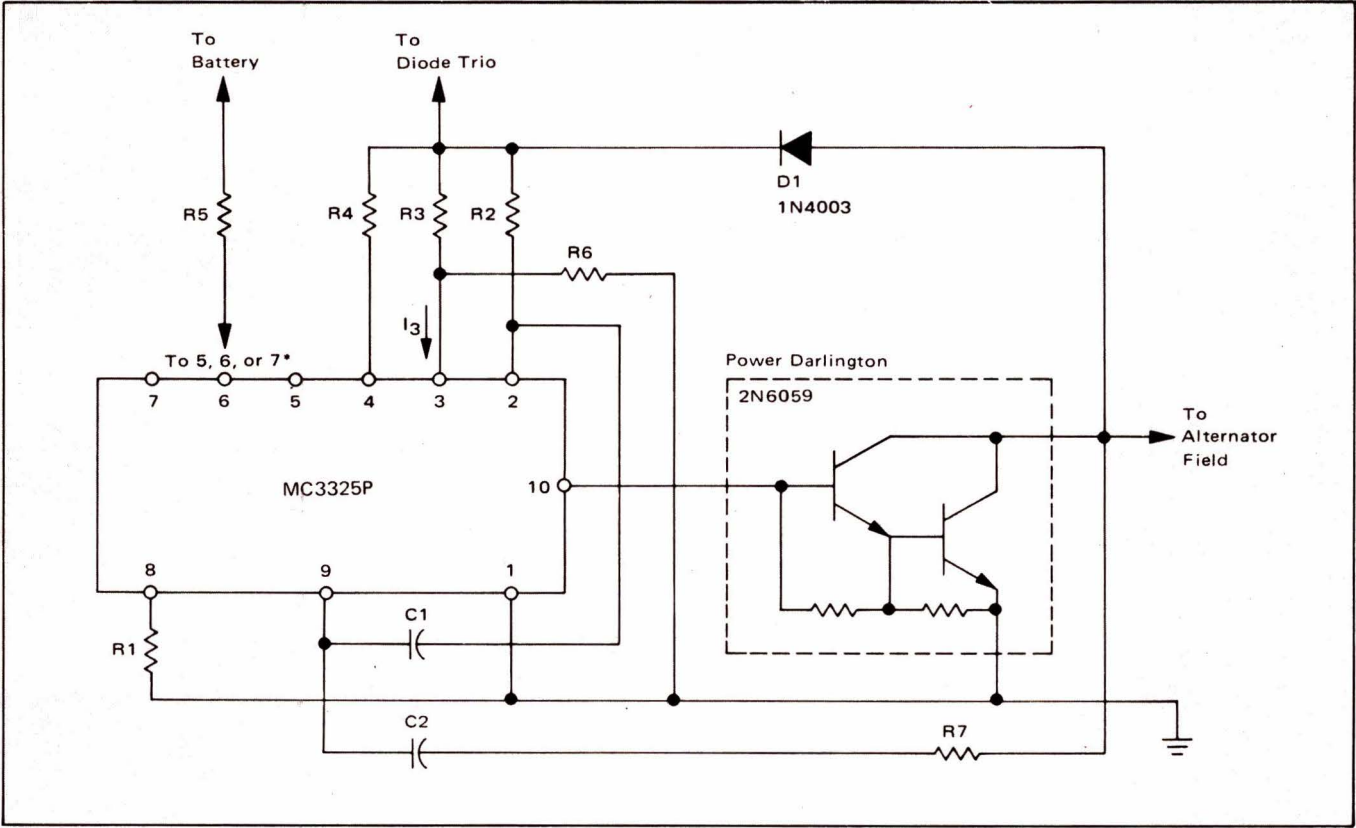 To
Battery
To
Diode Trio
D1
1N4003
R5
R4
R3
R2
R6
I3
To 5, 6, or 7*
7
6
5
4
3
2
Power Darlington
2N6059
To
Alternator
Field
MC3325P
10
8
9
1
R1
C1
C2
R7